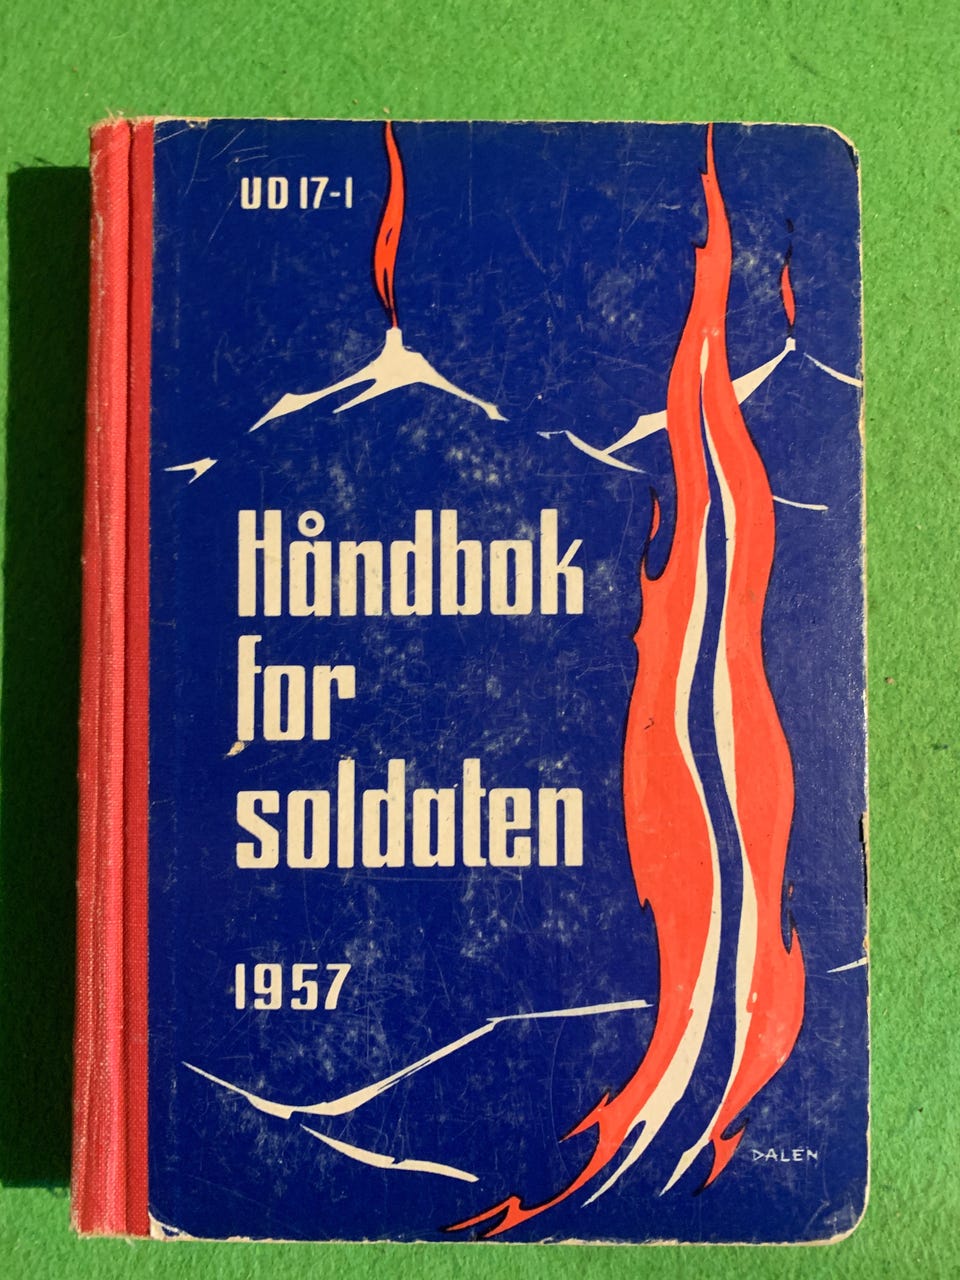 UD 17-1
Håndbok
for
soldaten
1957
DALEN